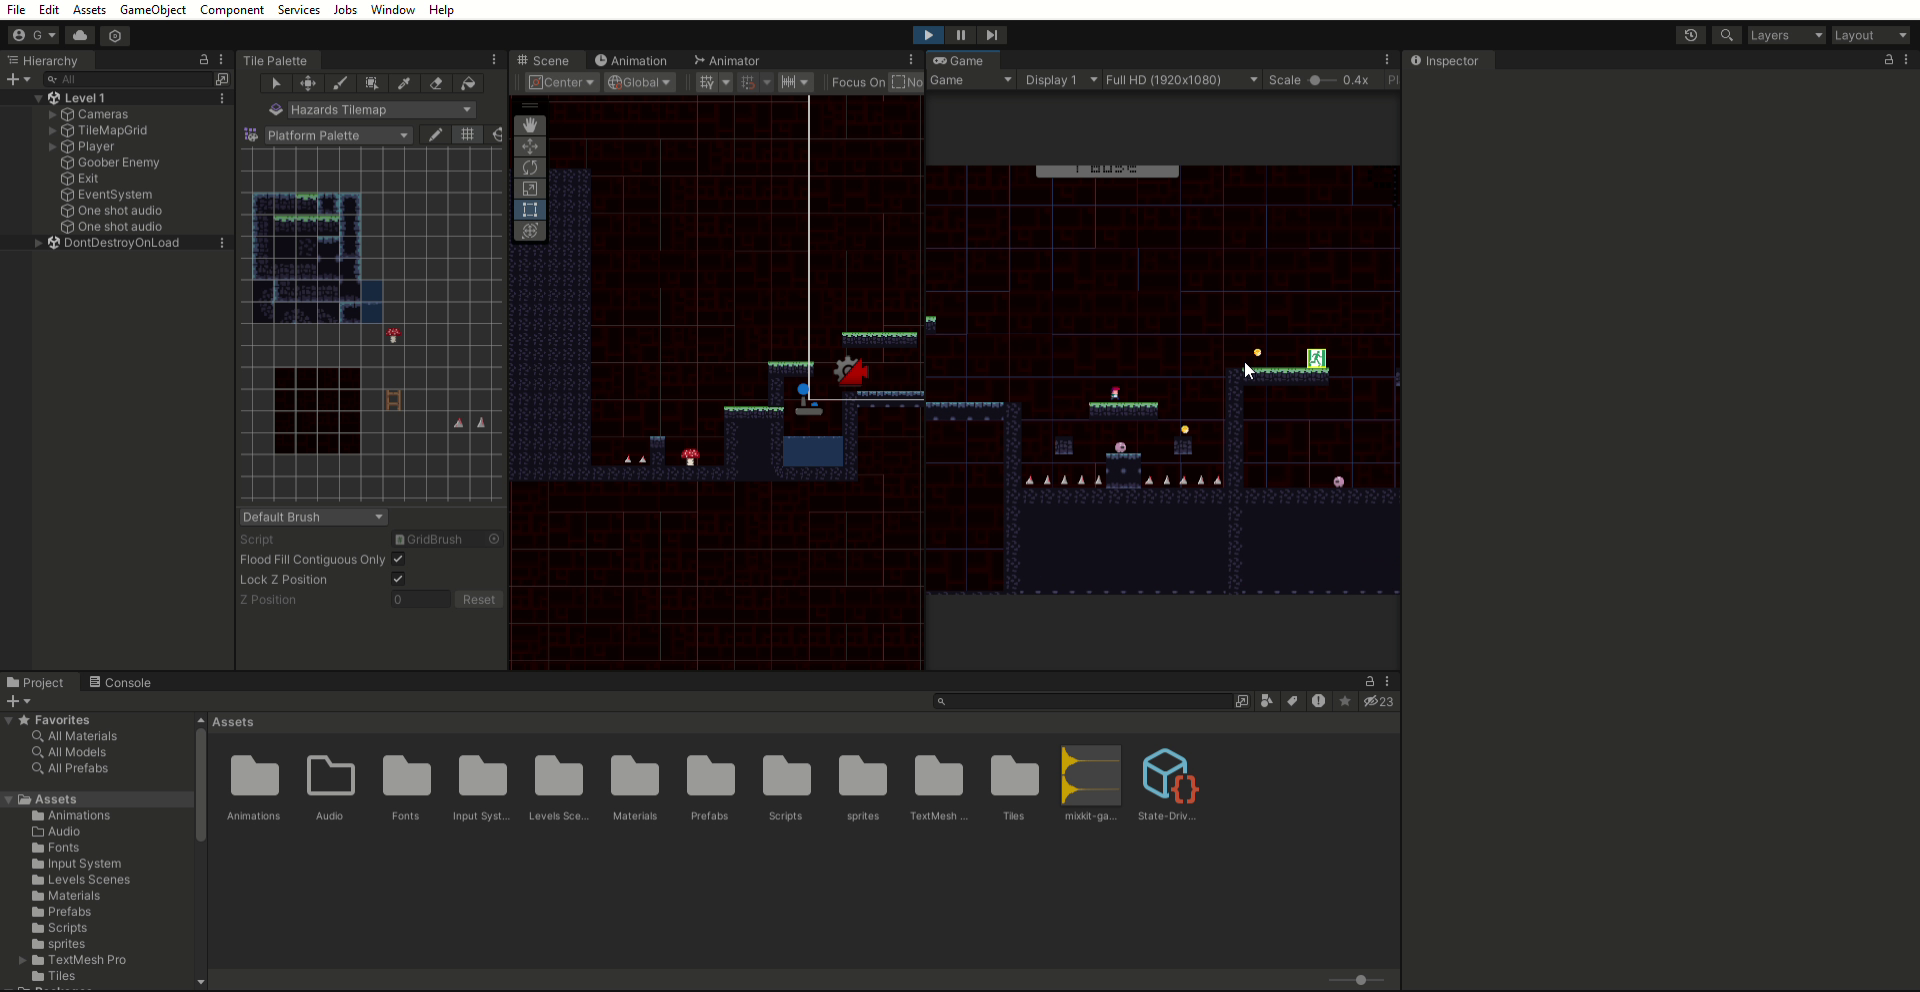 File Edit Assets GameObject Component Services Jobs Window Help
G Layers Layout
Hierarchy
All
Level 1
Cameras
TileMapGrid
Player
Goober Enemy
Exit
EventSystem
One shot audio
One shot audio
DontDestroyOnLoad
Tile Palette
Hazards Tilemap
Platform Palette
Default Brush
Script GridBrush
Flood Fill Contiguous Only
Lock Z Position
Z Position 0 Reset
Scene Animation Animator
Center Global Focus On No
Game
Game Display 1 Full HD (1920x1080) Scale 0.4x Pl
Inspector
Project Console
23
Favorites
All Materials
All Models
All Prefabs
Assets
Animations
Audio
Fonts
Input System
Levels Scenes
Materials
Prefabs
Scripts
sprites
TextMesh Pro
Tiles
Assets
Animations Audio Fonts Input Syst... Levels Sce... Materials Prefabs Scripts sprites TextMesh ... Tiles mixkit-ga... State-Driv...